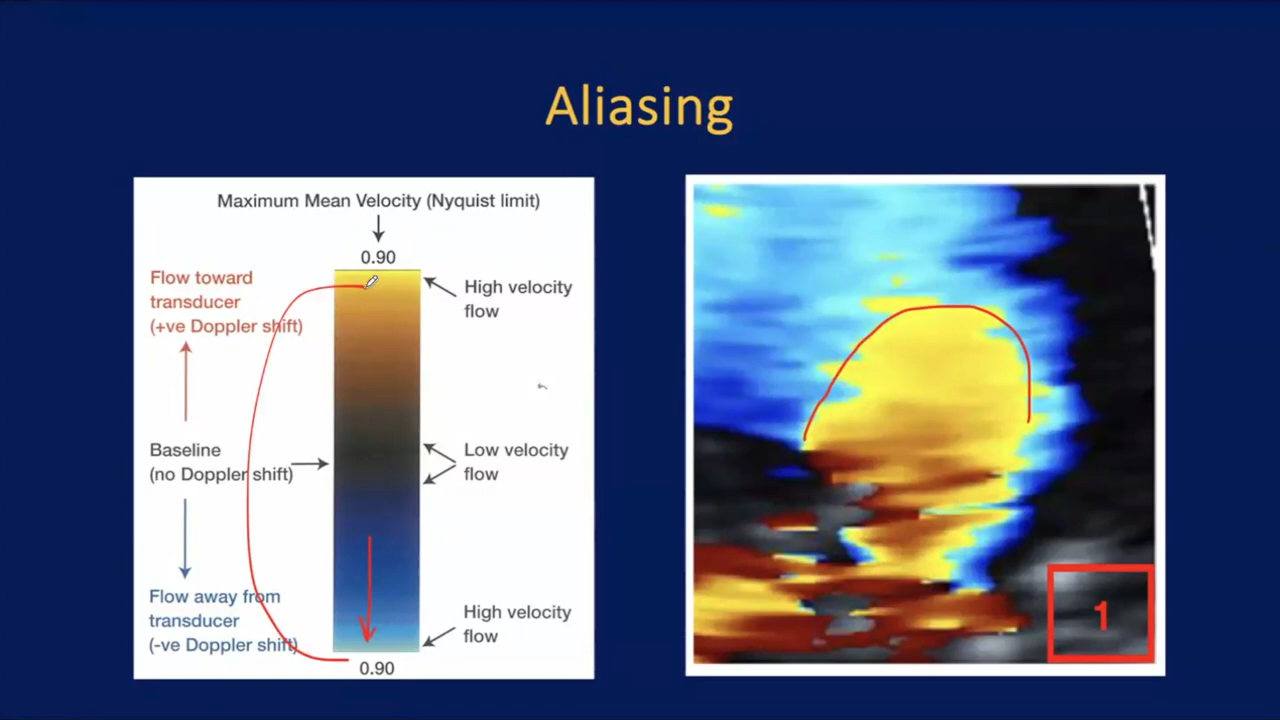 Aliasing
Maximum Mean Velocity (Nyquist limit)
0.90
Flow toward
transducer
(+ve Doppler shift)
High velocity
flow
Baseline
(no Doppler shift)
Low velocity
flow
Flow away from
transducer
(-ve Doppler shift)
High velocity
flow
0.90
1